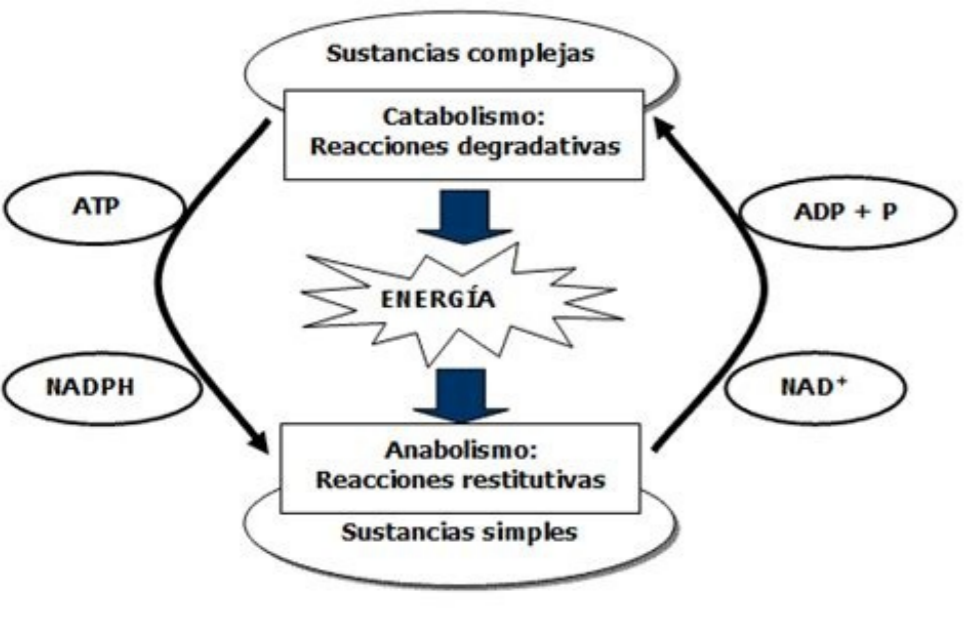 Sustancias complejas
Catabolismo:
Reacciones degradativas
ATP
ADP + P
ENERGÍA
NADPH
NAD⁺
Anabolismo:
Reacciones restitutivas
Sustancias simples